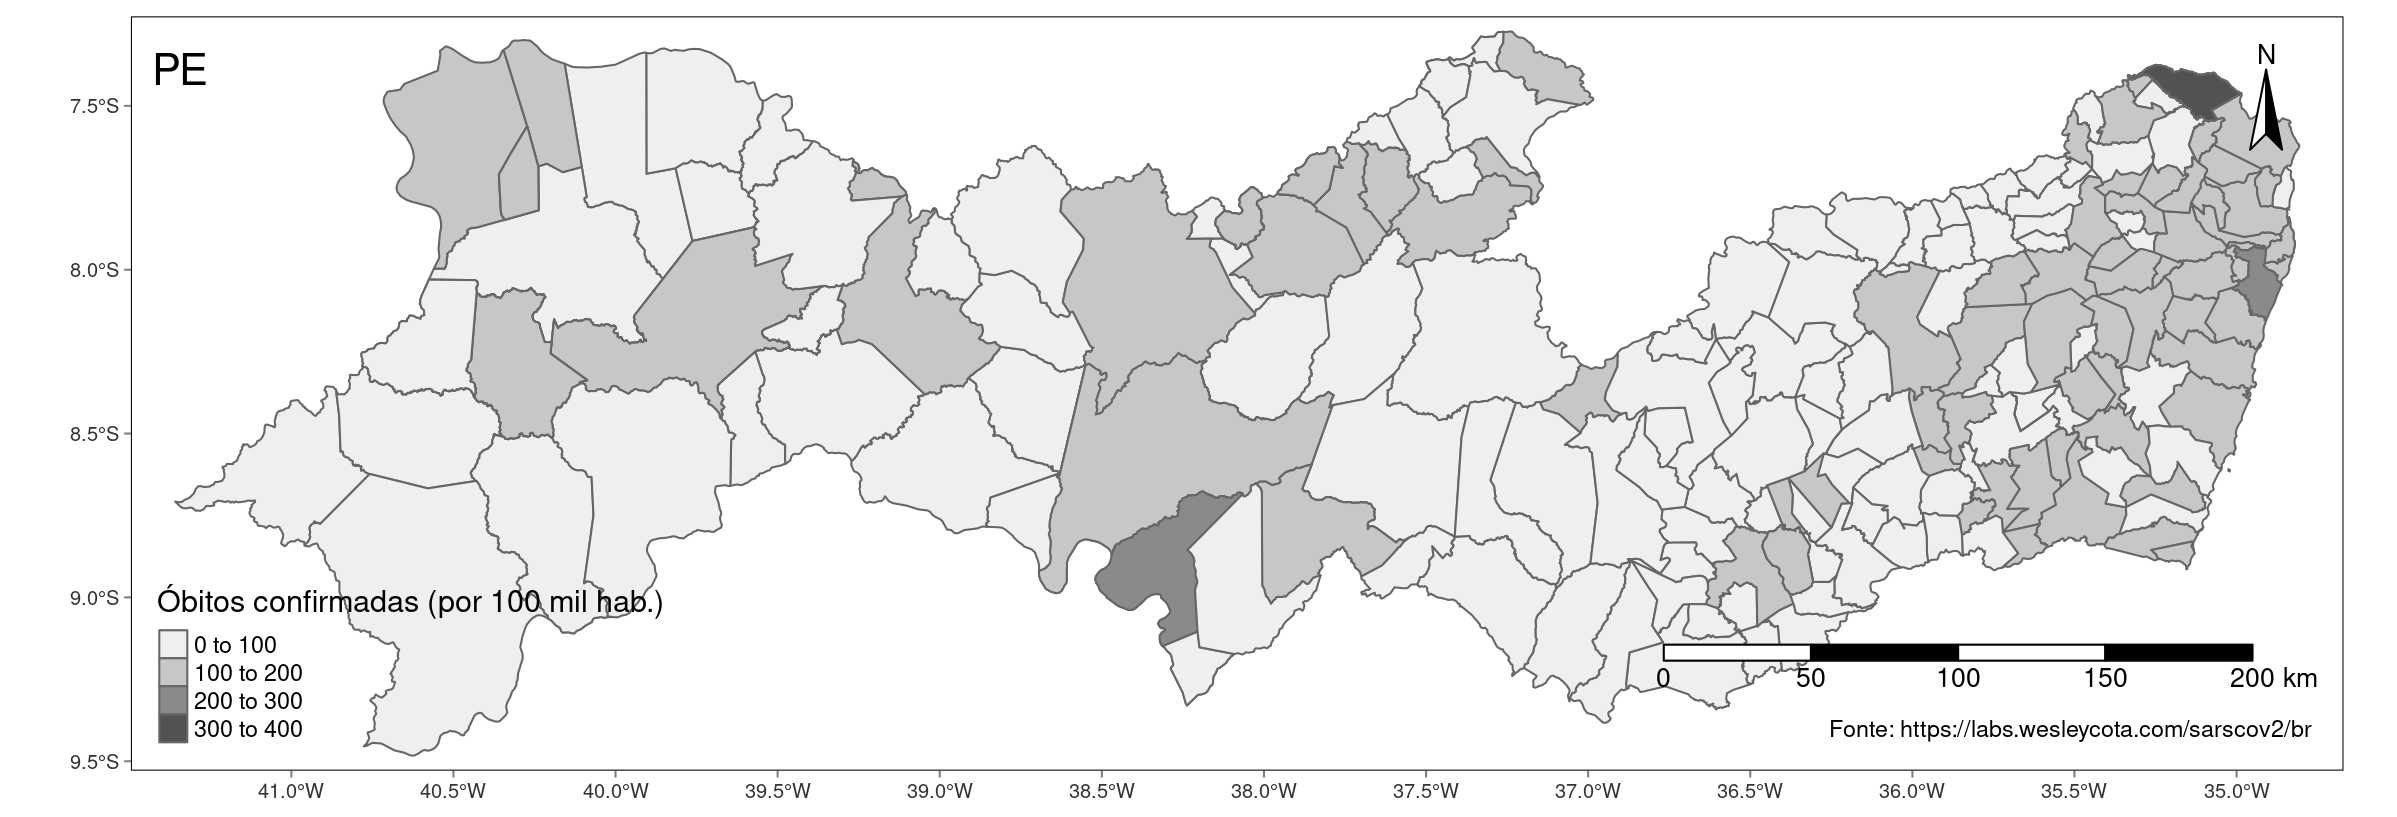 PE
N
7.5°S
8.0°S
8.5°S
9.0°S
9.5°S
Óbitos confirmadas (por 100 mil hab.)
0 to 100
100 to 200
200 to 300
300 to 400
0 50 100 150 200 km
Fonte: https://labs.wesleycota.com/sarscov2/br
41.0°W 40.5°W 40.0°W 39.5°W 39.0°W 38.5°W 38.0°W 37.5°W 37.0°W 36.5°W 36.0°W 35.5°W 35.0°W